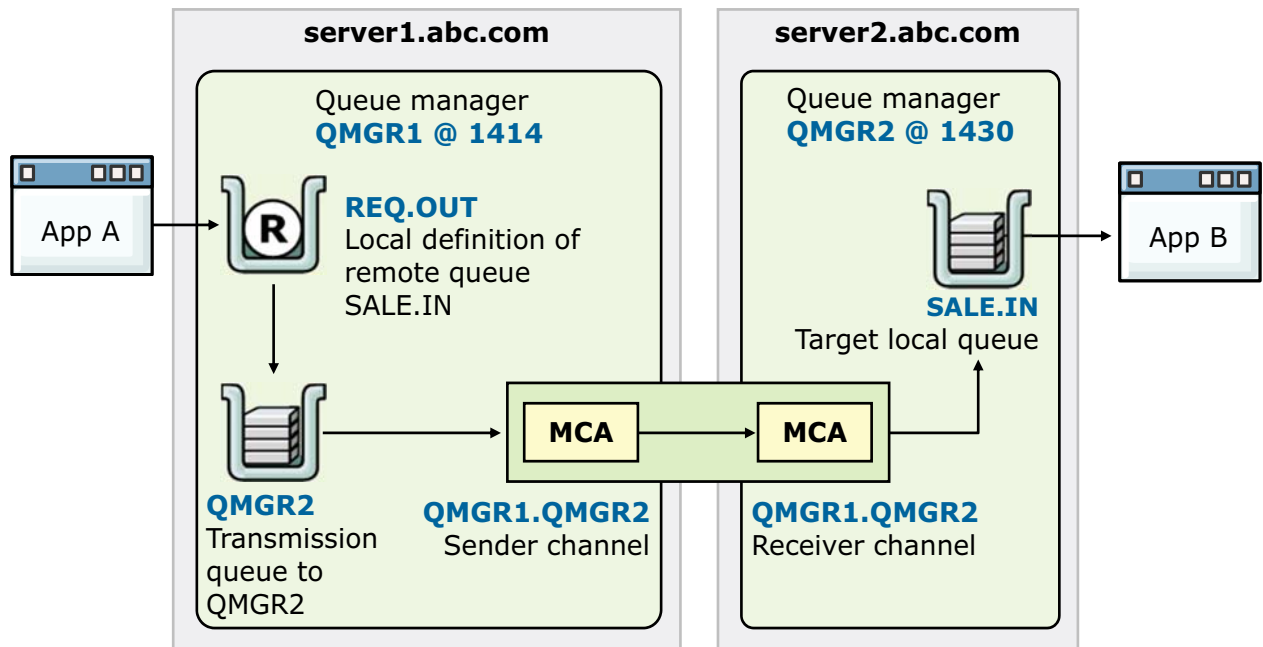 server1.abc.com
Queue manager
QMGR1 @ 1414
App A
R
REQ.OUT
Local definition of
remote queue
SALE.IN
QMGR2
Transmission
queue to
QMGR2
MCA
QMGR1.QMGR2
Sender channel
server2.abc.com
Queue manager
QMGR2 @ 1430
SALE.IN
Target local queue
App B
MCA
QMGR1.QMGR2
Receiver channel